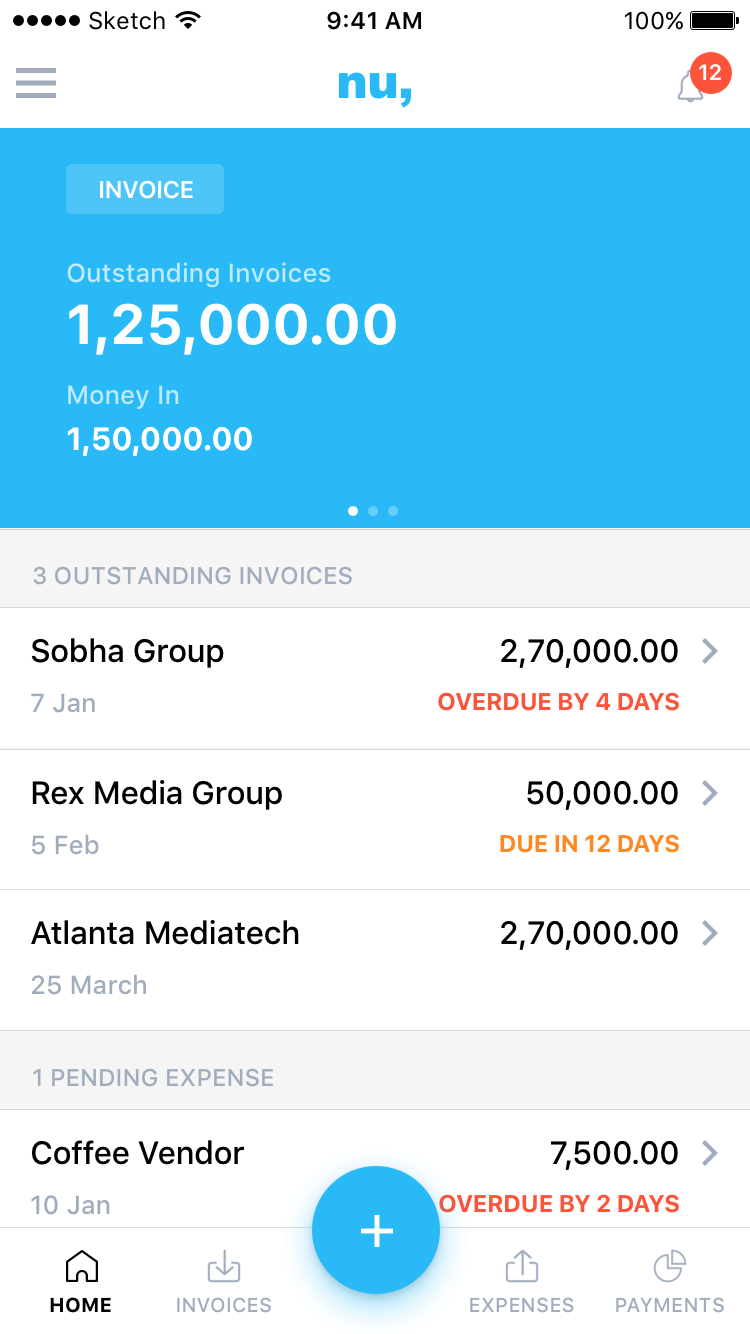 Sketch 9:41 AM 100%
nu,
12
INVOICE
Outstanding Invoices
1,25,000.00
Money In
1,50,000.00
3 OUTSTANDING INVOICES
Sobha Group 2,70,000.00
7 Jan OVERDUE BY 4 DAYS
Rex Media Group 50,000.00
5 Feb DUE IN 12 DAYS
Atlanta Mediatech 2,70,000.00
25 March
1 PENDING EXPENSE
Coffee Vendor 7,500.00
10 Jan OVERDUE BY 2 DAYS
+
HOME INVOICES EXPENSES PAYMENTS